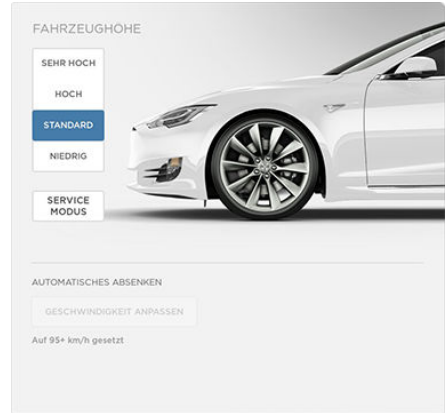 FAHRZEUGHÖHE
SEHR HOCH
HOCH
STANDARD
NIEDRIG
SERVICE
MODUS
AUTOMATISCHES ABSENKEN
GESCHWINDIGKEIT ANPASSEN
Auf 95+ km/h gesetzt